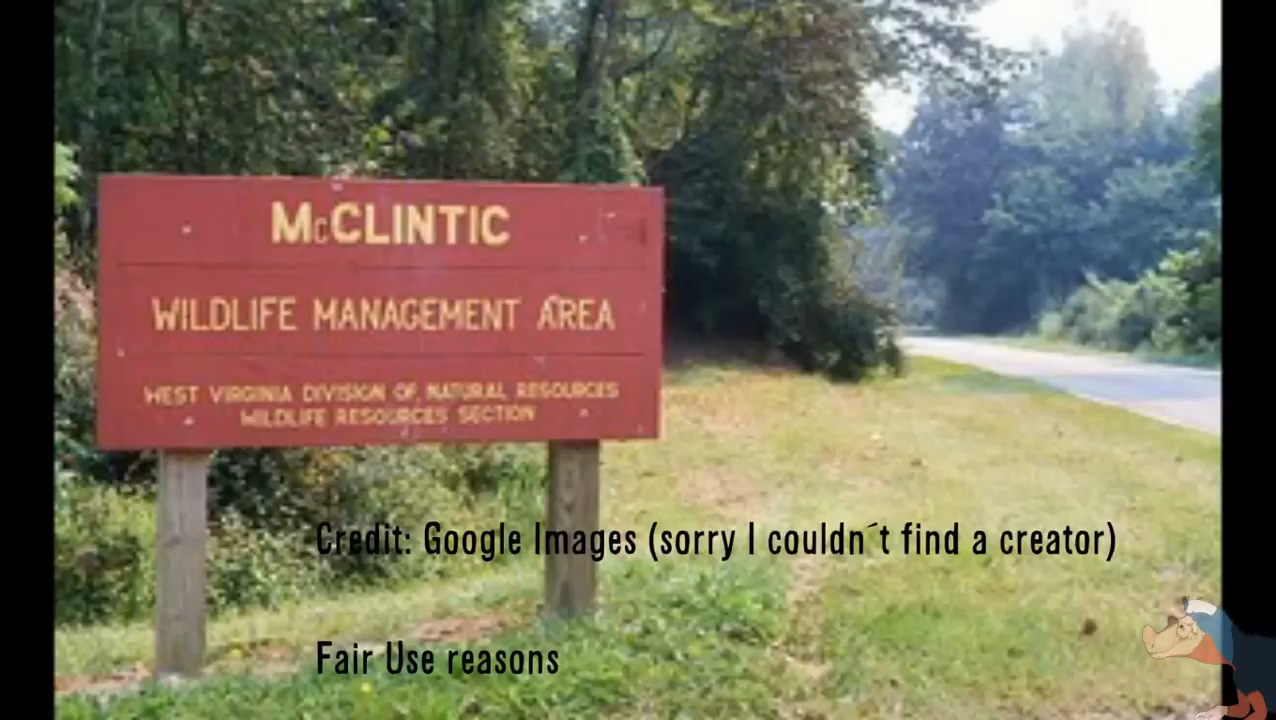 McCLINTIC
WILDLIFE MANAGEMENT AREA
WEST VIRGINIA DIVISION OF NATURAL RESOURCES
WILDLIFE RESOURCES SECTION
Credit: Google Images (sorry I couldn´t find a creator)
Fair Use reasons